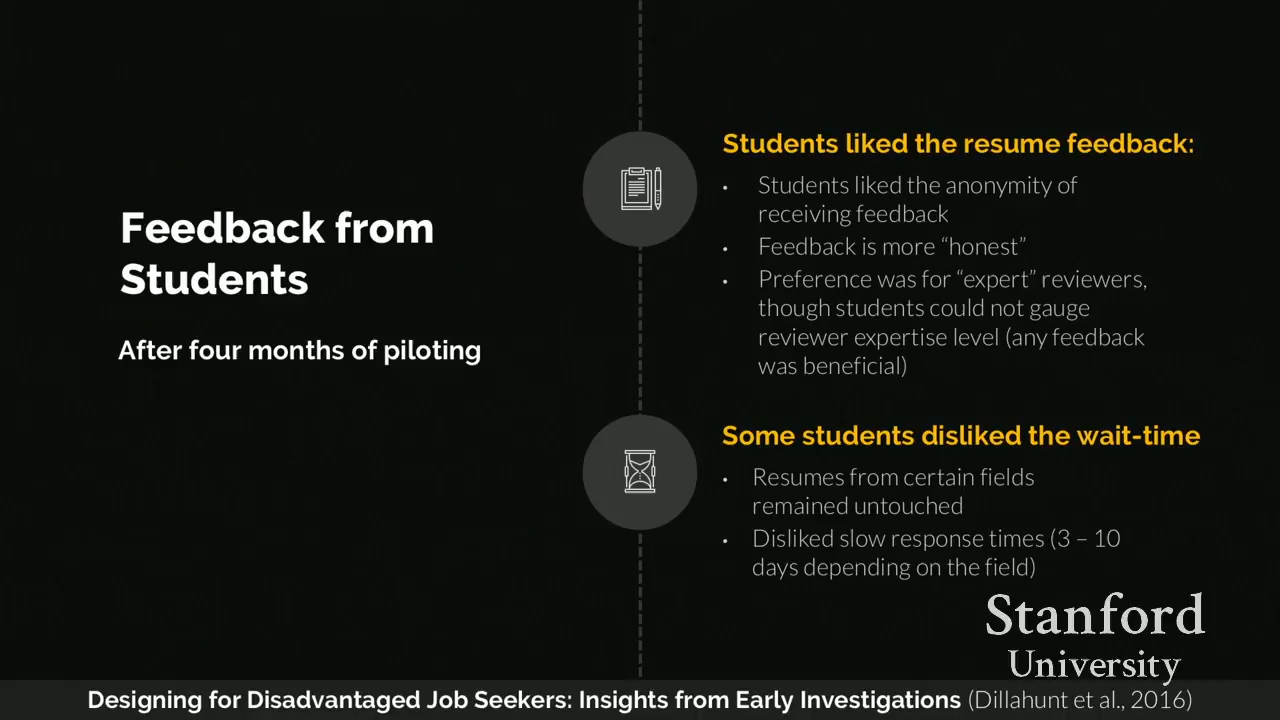 Feedback from
Students
After four months of piloting
Students liked the resume feedback:
• Students liked the anonymity of
receiving feedback
• Feedback is more “honest”
• Preference was for “expert” reviewers,
though students could not gauge
reviewer expertise level (any feedback
was beneficial)
Some students disliked the wait-time
• Resumes from certain fields
remained untouched
• Disliked slow response times (3 – 10
days depending on the field)
Stanford
University
Designing for Disadvantaged Job Seekers: Insights from Early Investigations (Dillahunt et al., 2016)